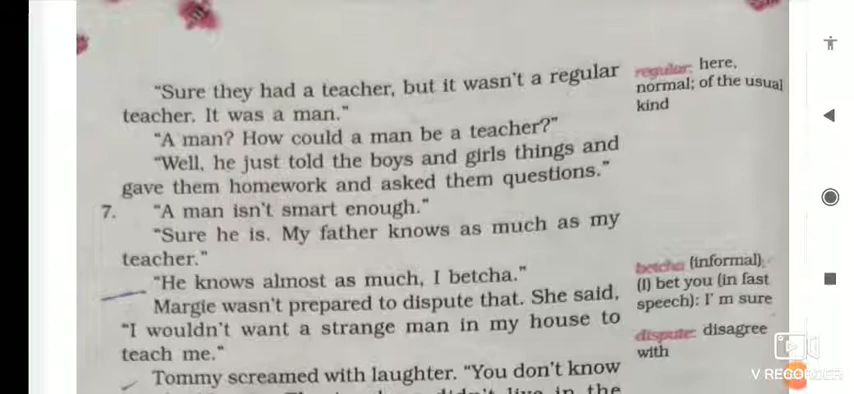 "Sure they had a teacher, but it wasn't a regular
teacher. It was a man."
"A man? How could a man be a teacher?"
"Well, he just told the boys and girls things and
gave them homework and asked them questions."
7. "A man isn't smart enough."
"Sure he is. My father knows as much as my
teacher."
"He knows almost as much, I betcha."
Margie wasn't prepared to dispute that. She said,
"I wouldn't want a strange man in my house to
teach me."
Tommy screamed with laughter. "You don't know
live in the
regular: here,
normal; of the usual
kind
betcha (informal):
(I) bet you (in fast
speech): I' m sure
dispute: disagree
with
V RECORDER